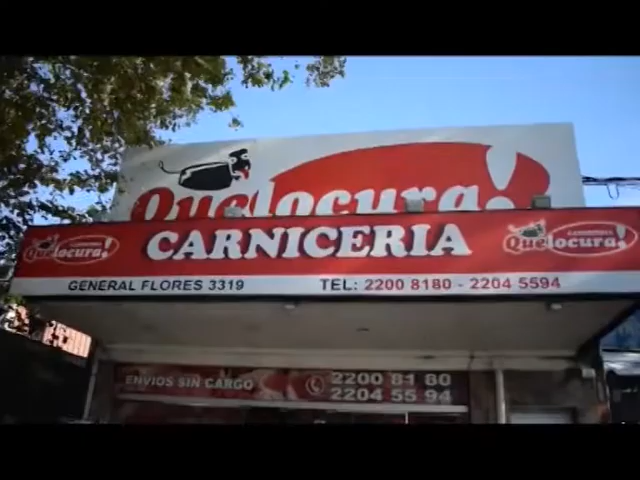 Quelocura!
CARNICERIA
Quelocura!
Quelocura!
GENERAL FLORES 3319
TEL: 2200 8180 - 2204 5594
ENVIOS SIN CARGO
2200 81 80
2204 55 94